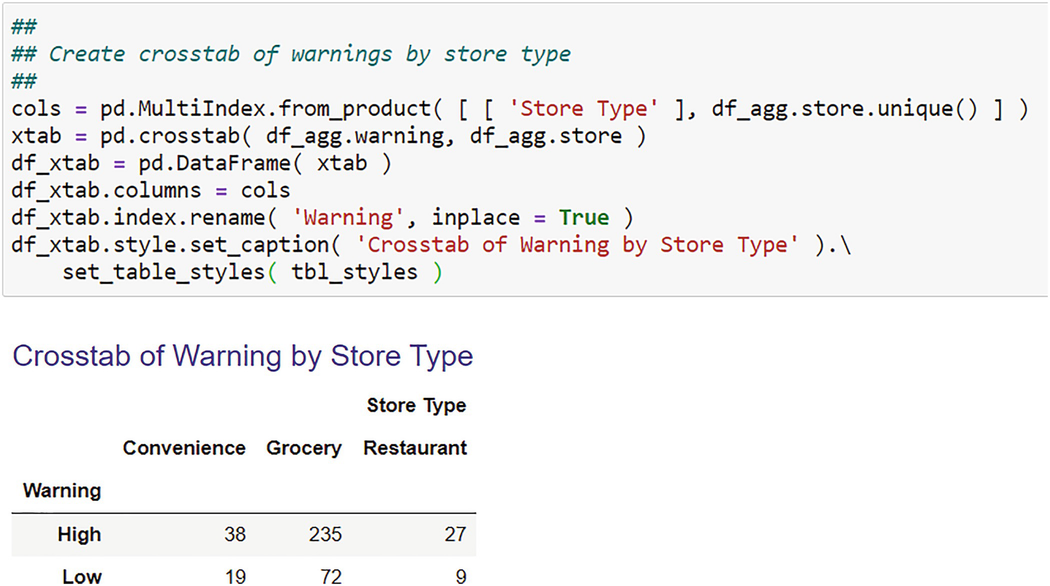 ##
## Create crosstab of warnings by store type
##
cols = pd.MultiIndex.from_product( [ [ 'Store Type' ], df_agg.store.unique() ] )
xtab = pd.crosstab( df_agg.warning, df_agg.store )
df_xtab = pd.DataFrame( xtab )
df_xtab.columns = cols
df_xtab.index.rename( 'Warning', inplace = True )
df_xtab.style.set_caption( 'Crosstab of Warning by Store Type' ).\
    set_table_styles( tbl_styles )
Crosstab of Warning by Store Type
Store Type
Convenience Grocery Restaurant
Warning
High 38 235 27
Low 19 72 9